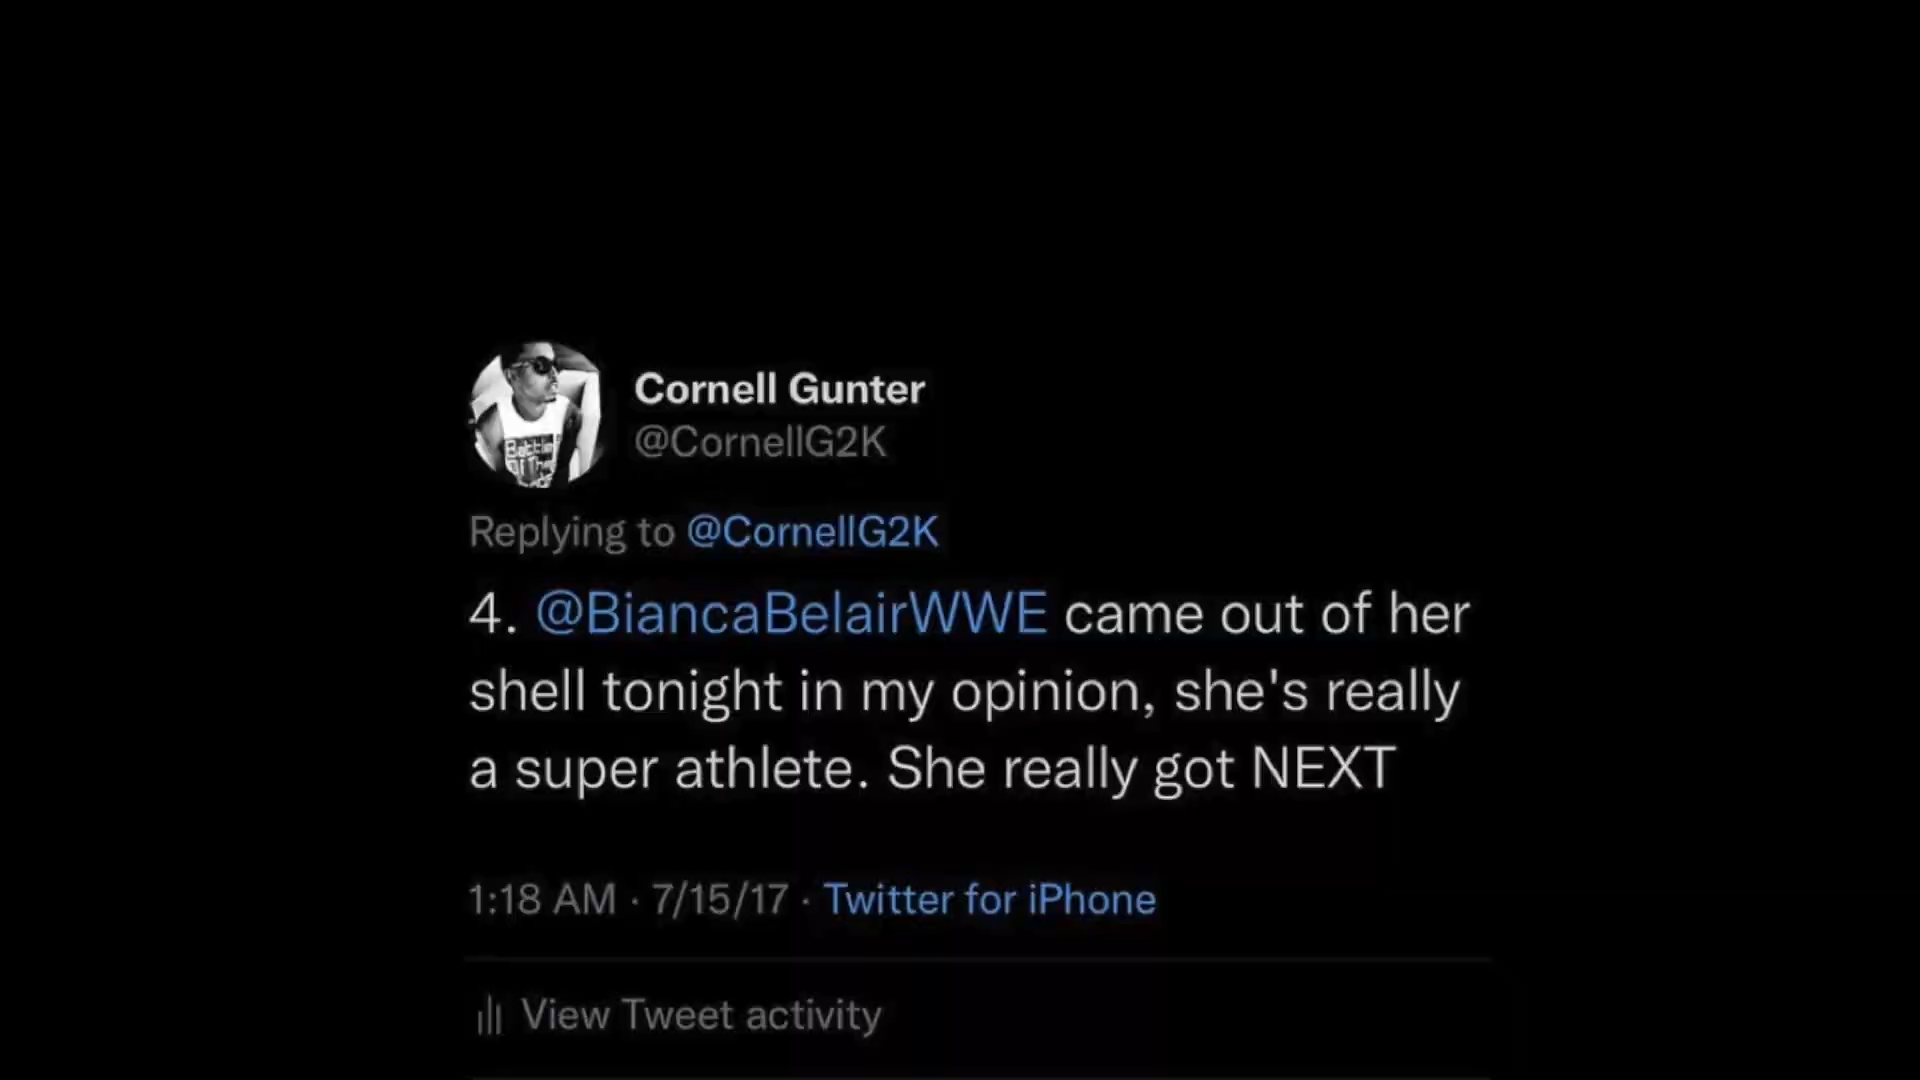 Cornell Gunter
@CornellG2K
Replying to @CornellG2K
4. @BiancaBelairWWE came out of her
shell tonight in my opinion, she's really
a super athlete. She really got NEXT
1:18 AM · 7/15/17 · Twitter for iPhone
View Tweet activity